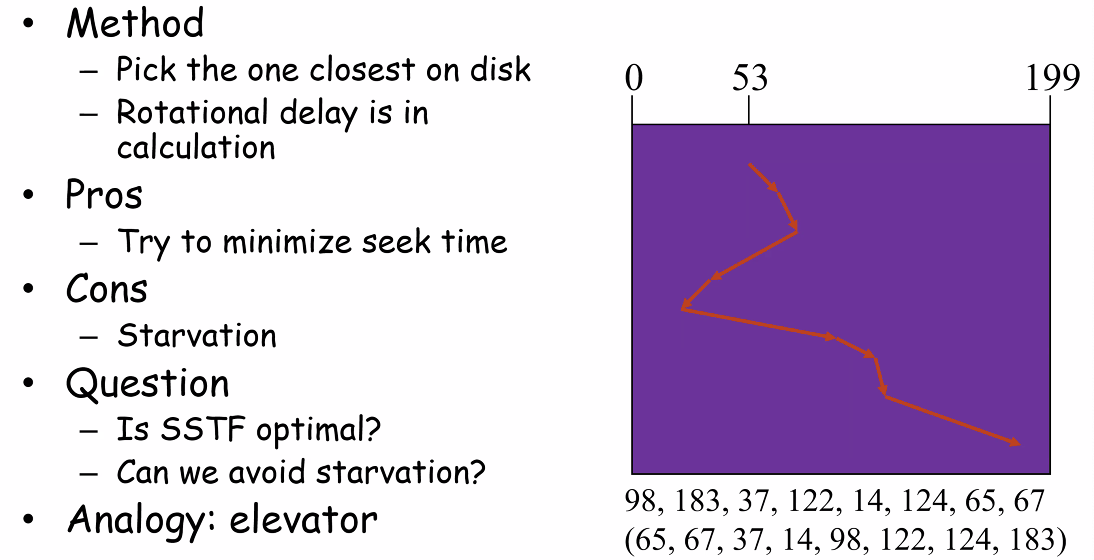 • Method
– Pick the one closest on disk
– Rotational delay is in
calculation
• Pros
– Try to minimize seek time
• Cons
– Starvation
• Question
– Is SSTF optimal?
– Can we avoid starvation?
• Analogy: elevator
0 53 199
98, 183, 37, 122, 14, 124, 65, 67
(65, 67, 37, 14, 98, 122, 124, 183)